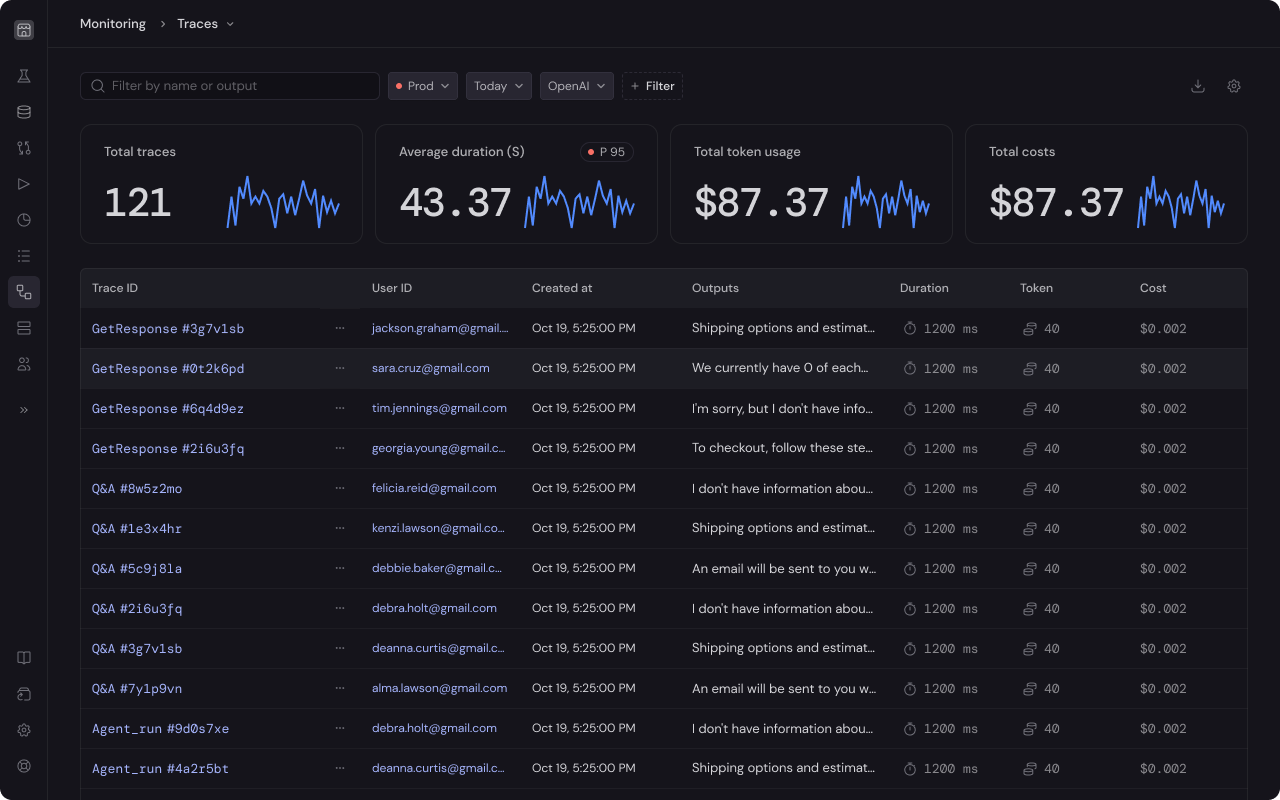 Monitoring Traces
Filter by name or output Prod Today OpenAI + Filter
Total traces Average duration (S) P 95 Total token usage Total costs
121 43.37 $87.37 $87.37
Trace ID User ID Created at Outputs Duration Token Cost
GetResponse #3g7v1sb ... jackson.graham@gmail.... Oct 19, 5:25:00 PM Shipping options and estimat... 1200 ms 40 $0.002
GetResponse #0t2k6pd ... sara.cruz@gmail.com Oct 19, 5:25:00 PM We currently have 0 of each... 1200 ms 40 $0.002
GetResponse #6q4d9ez ... tim.jennings@gmail.com Oct 19, 5:25:00 PM I'm sorry, but I don't have info... 1200 ms 40 $0.002
GetResponse #2i6u3fq ... georgia.young@gmail.c... Oct 19, 5:25:00 PM To checkout, follow these ste... 1200 ms 40 $0.002
Q&A #8w5z2mo ... felicia.reid@gmail.com Oct 19, 5:25:00 PM I don't have information abou... 1200 ms 40 $0.002
Q&A #1e3x4hr ... kenzi.lawson@gmail.co... Oct 19, 5:25:00 PM Shipping options and estimat... 1200 ms 40 $0.002
Q&A #5c9j8la ... debbie.baker@gmail.c... Oct 19, 5:25:00 PM An email will be sent to you w... 1200 ms 40 $0.002
Q&A #2i6u3fq ... debra.holt@gmail.com Oct 19, 5:25:00 PM I don't have information abou... 1200 ms 40 $0.002
Q&A #3g7v1sb ... deanna.curtis@gmail.c... Oct 19, 5:25:00 PM Shipping options and estimat... 1200 ms 40 $0.002
Q&A #7y1p9vn ... alma.lawson@gmail.com Oct 19, 5:25:00 PM An email will be sent to you w... 1200 ms 40 $0.002
Agent_run #9d0s7xe ... debra.holt@gmail.com Oct 19, 5:25:00 PM I don't have information abou... 1200 ms 40 $0.002
Agent_run #4a2r5bt ... deanna.curtis@gmail.c... Oct 19, 5:25:00 PM Shipping options and estimat... 1200 ms 40 $0.002